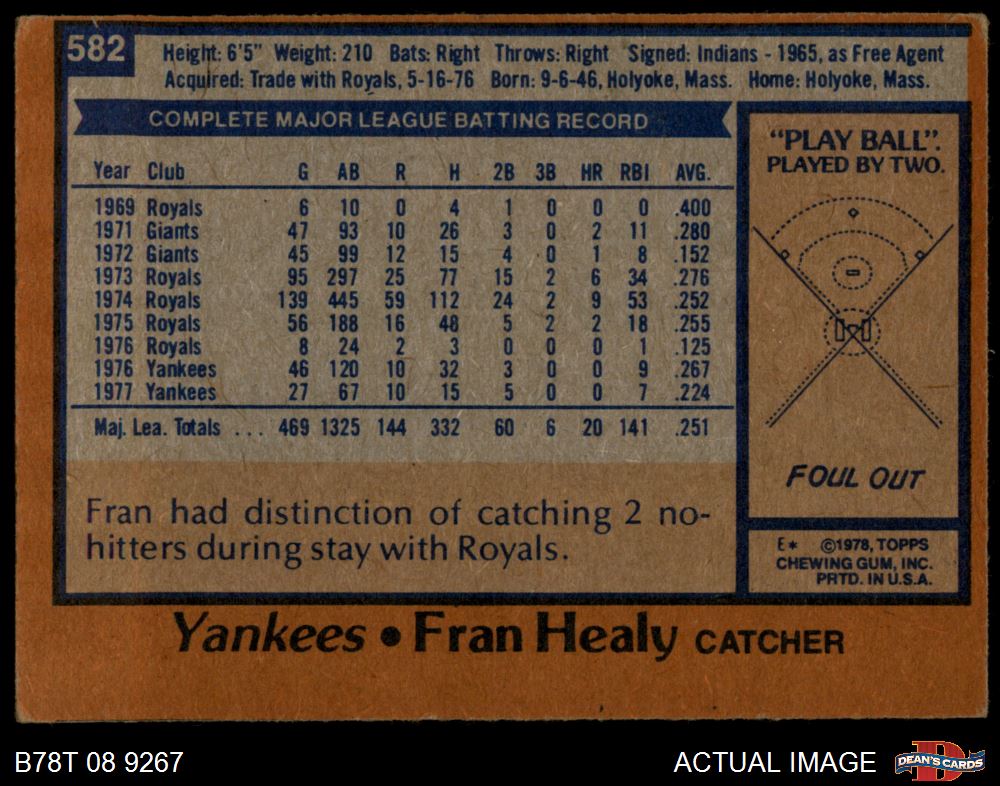 582
Height: 6'5" Weight: 210 Bats: Right Throws: Right Signed: Indians - 1965, as Free Agent
Acquired: Trade with Royals, 5-16-76 Born: 9-6-46, Holyoke, Mass. Home: Holyoke, Mass.
COMPLETE MAJOR LEAGUE BATTING RECORD
Year Club G AB R H 2B 3B HR RBI AVG.
1969 Royals 6 10 0 4 1 0 0 0 .400
1971 Giants 47 93 10 26 3 0 2 11 .280
1972 Giants 45 99 12 15 4 0 1 8 .152
1973 Royals 95 297 25 77 15 2 6 34 .276
1974 Royals 139 445 59 112 24 2 9 53 .252
1975 Royals 56 188 16 48 5 2 2 18 .255
1976 Royals 8 24 2 3 0 0 0 1 .125
1976 Yankees 46 120 10 32 3 0 0 9 .267
1977 Yankees 27 67 10 15 5 0 0 7 .224
Maj. Lea. Totals ... 469 1325 144 332 60 6 20 141 .251
Fran had distinction of catching 2 no-
hitters during stay with Royals.
"PLAY BALL":
PLAYED BY TWO.
FOUL OUT
E* ©1978, TOPPS
CHEWING GUM, INC.
PRTD. IN U.S.A.
Yankees • Fran Healy CATCHER
B78T 08 9267
ACTUAL IMAGE
D
DEAN'S CARDS